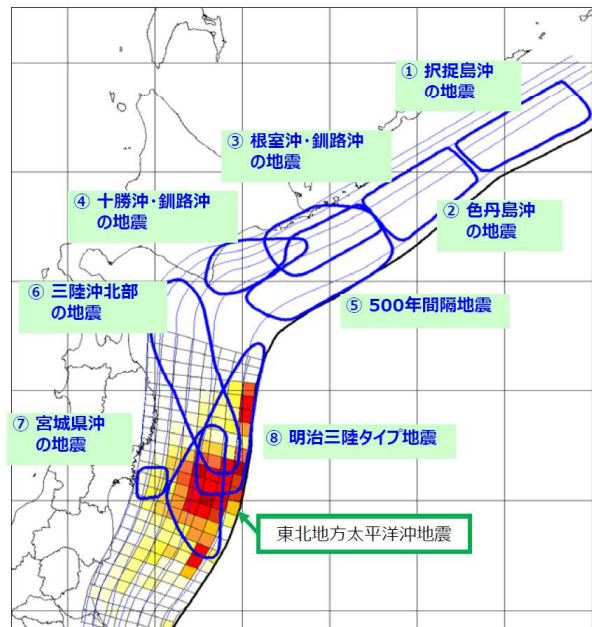 ① 択捉島沖
の地震
③ 根室沖・釧路沖
の地震
④ 十勝沖・釧路沖
の地震
② 色丹島沖
の地震
⑥ 三陸沖北部
の地震
⑤ 500年間隔地震
⑦ 宮城県沖
の地震
⑧ 明治三陸タイプ地震
東北地方太平洋沖地震